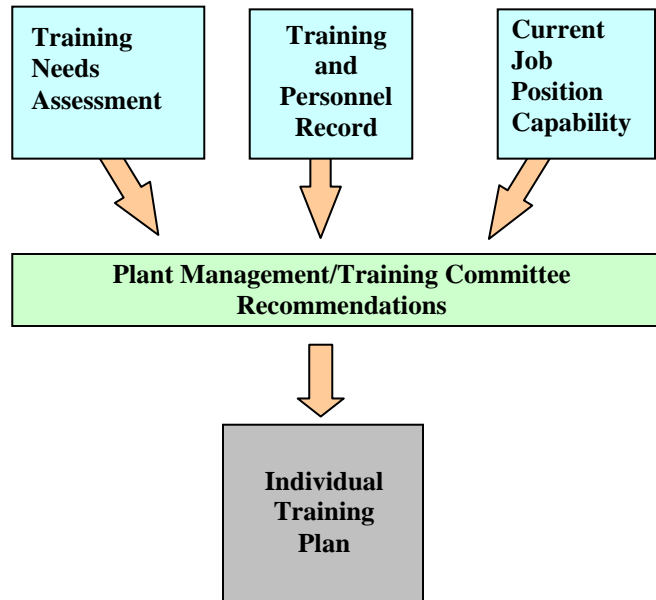 Training
Needs
Assessment
Training
and
Personnel
Record
Current
Job
Position
Capability
Plant Management/Training Committee
Recommendations
Individual
Training
Plan